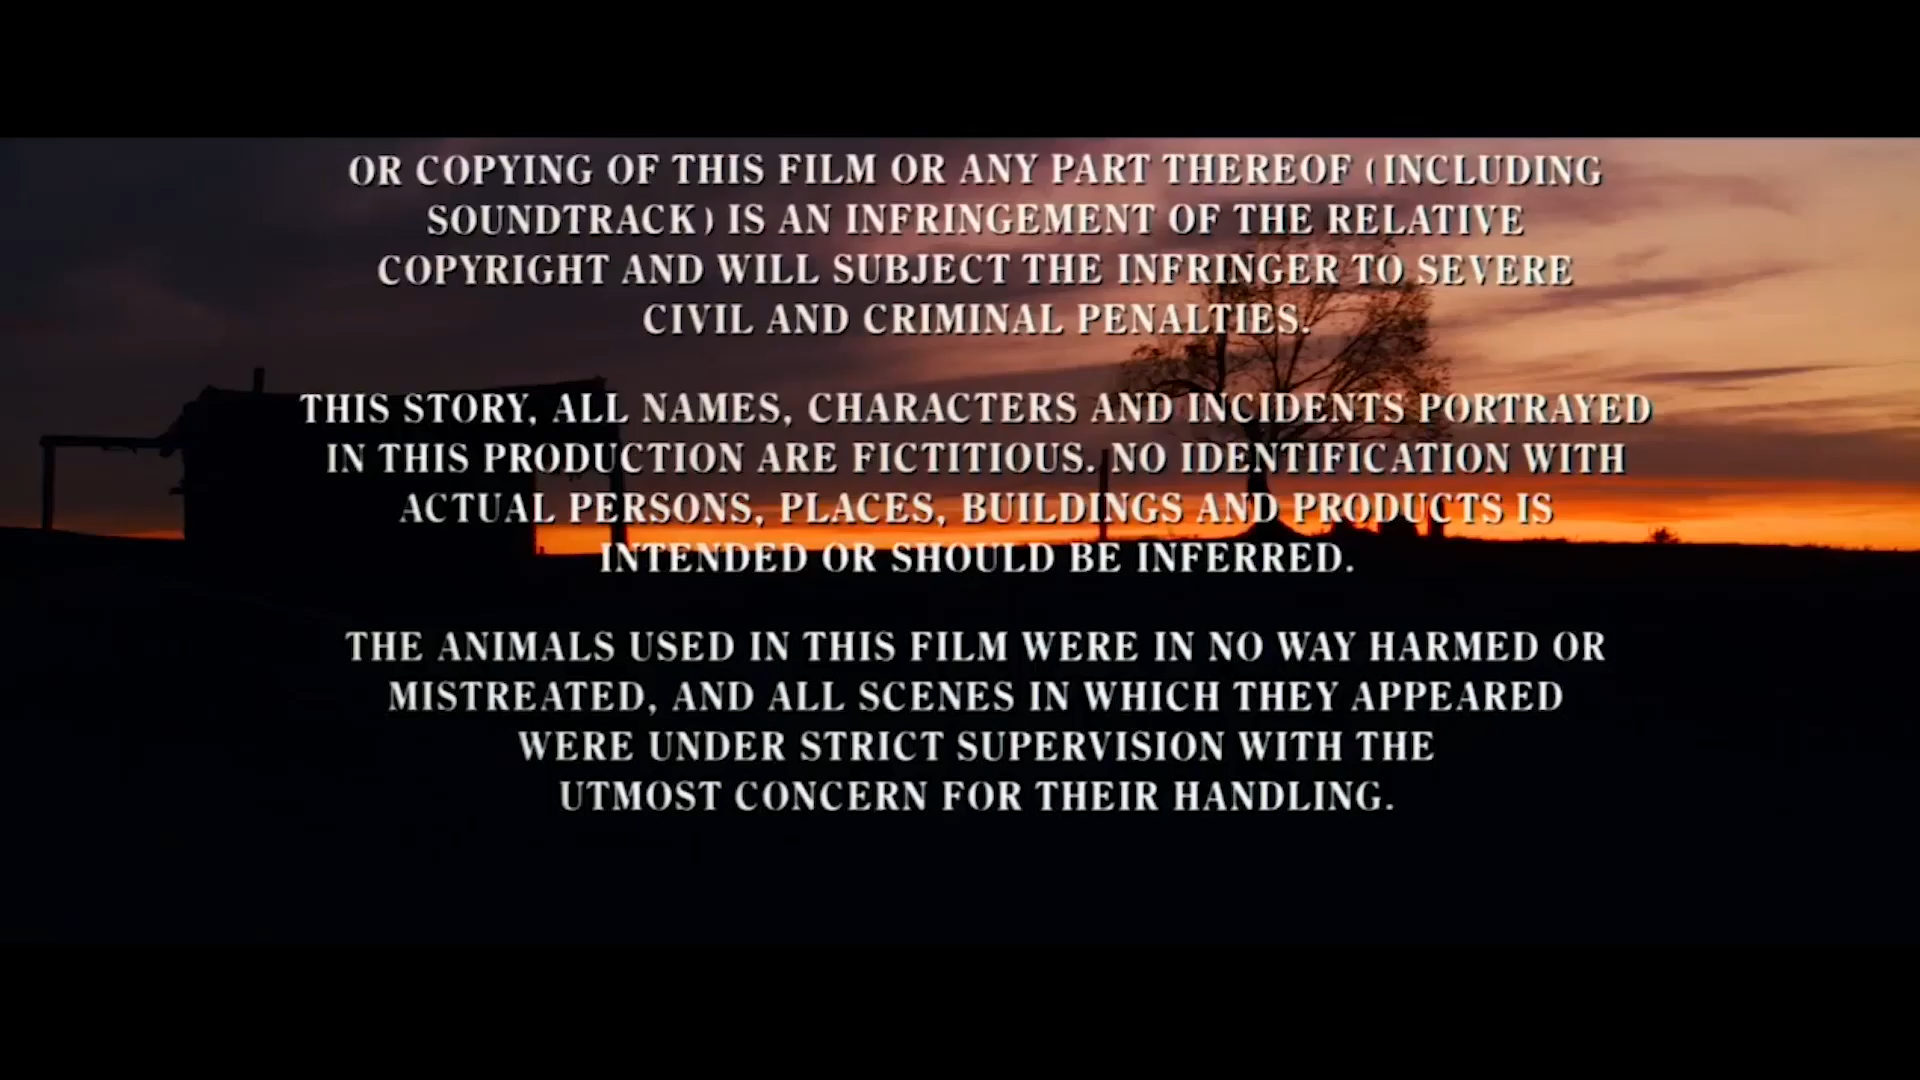 OR COPYING OF THIS FILM OR ANY PART THEREOF (INCLUDING
SOUNDTRACK) IS AN INFRINGEMENT OF THE RELATIVE
COPYRIGHT AND WILL SUBJECT THE INFRINGER TO SEVERE
CIVIL AND CRIMINAL PENALTIES.
THIS STORY, ALL NAMES, CHARACTERS AND INCIDENTS PORTRAYED
IN THIS PRODUCTION ARE FICTITIOUS. NO IDENTIFICATION WITH
ACTUAL PERSONS, PLACES, BUILDINGS AND PRODUCTS IS
INTENDED OR SHOULD BE INFERRED.
THE ANIMALS USED IN THIS FILM WERE IN NO WAY HARMED OR
MISTREATED, AND ALL SCENES IN WHICH THEY APPEARED
WERE UNDER STRICT SUPERVISION WITH THE
UTMOST CONCERN FOR THEIR HANDLING.